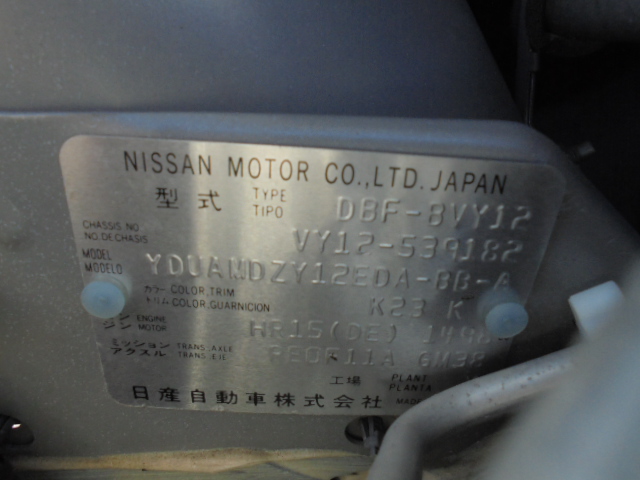 NISSAN MOTOR CO.,LTD. JAPAN
型式 TYPE TIPO DBF-8VY12
CHASSIS NO
NO. DE CHASIS VY12-539182
MODEL
MODELO YDUANDZY12EDA-BB-A
カラー COLOR, TRIM
トリム COLOR, GUARNICION K23 K
ENGINE
ジン MOTOR HR15(DE)
ミッション TRANS. AXLE
アクスル TRANS. EJE 6M38
工場 PLANT PLANTA
日産自動車株式会社 MADE